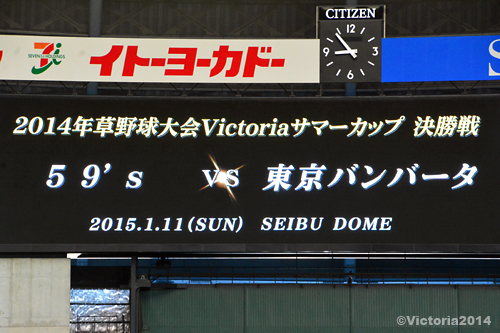 CITIZEN
SEVEN&i HOLDINGS
イトーヨーカドー
S
2014年草野球大会Victoriaサマーカップ 決勝戦
59's vs 東京バンバータ
2015.1.11(SUN) SEIBU DOME
©Victoria2014